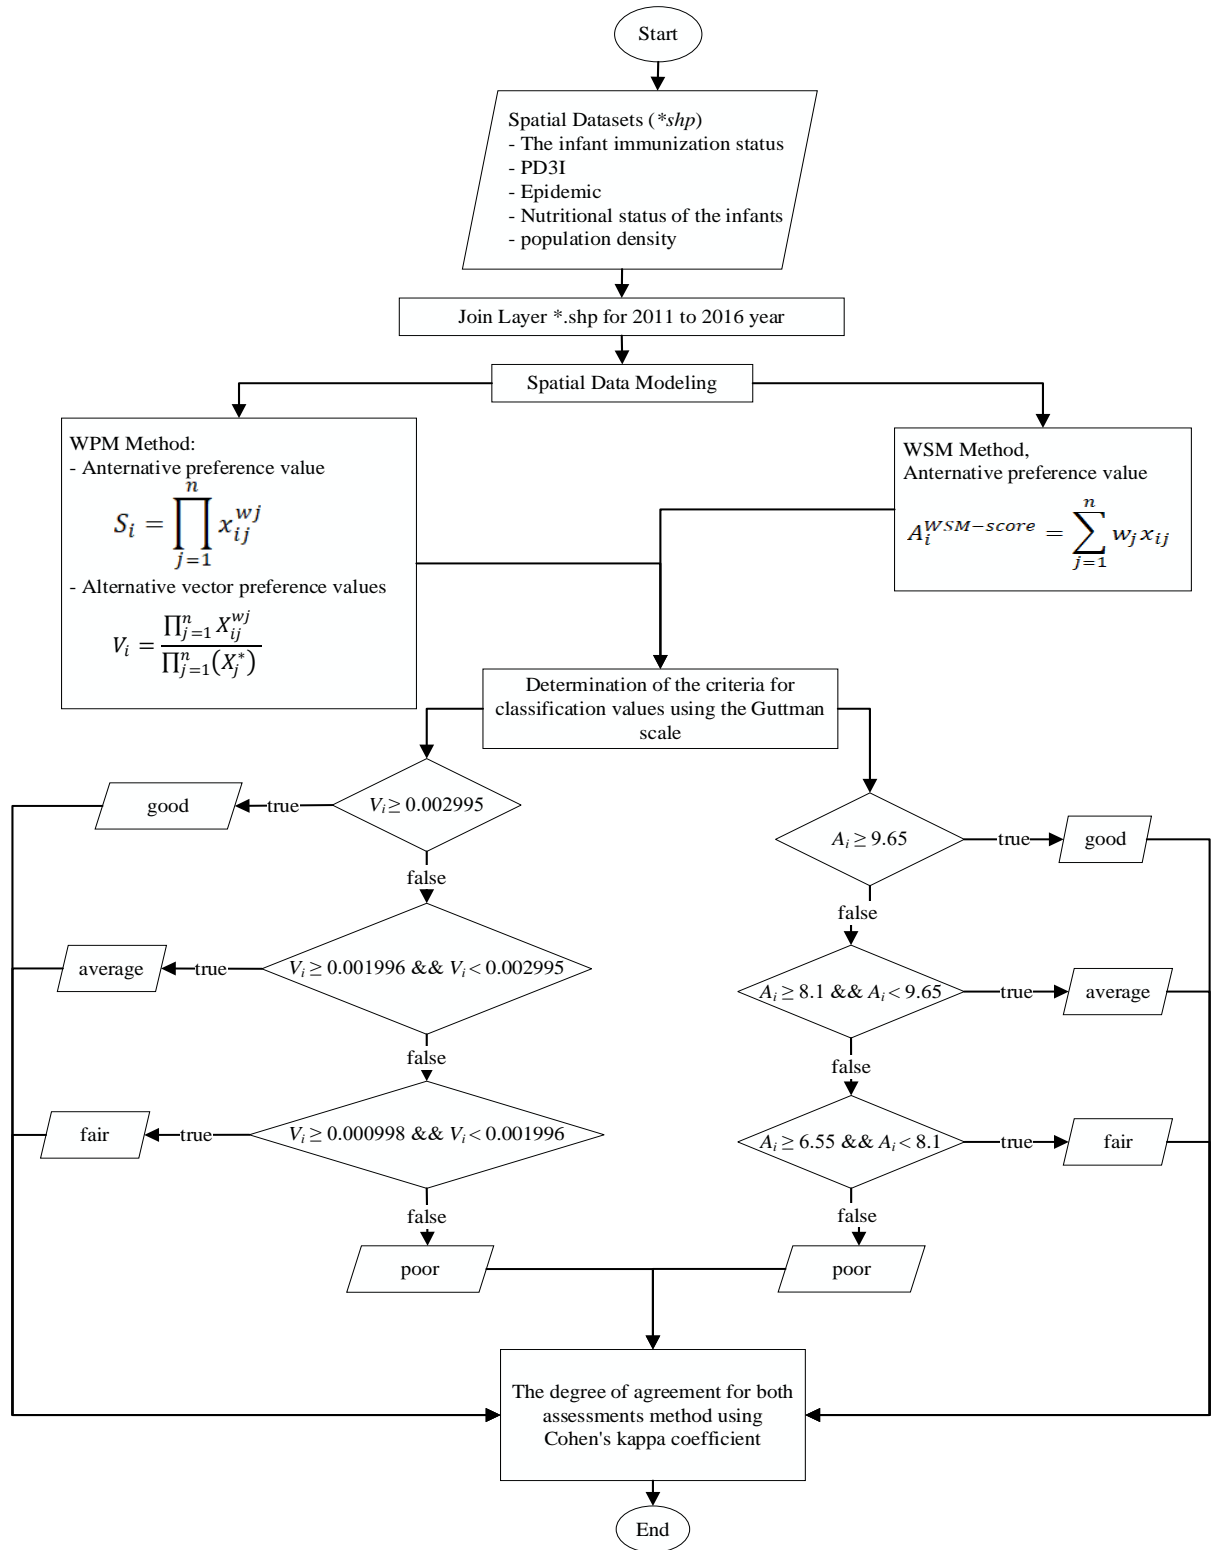 Start
Spatial Datasets (*shp)
- The infant immunization status
- PD3I
- Epidemic
- Nutritional status of the infants
- population density
Join Layer *.shp for 2011 to 2016 year
Spatial Data Modeling
WPM Method:
- Anternative preference value
S_i = ∏_{j=1}^{n} x_{ij}^{wj}
- Alternative vector preference values
V_i = ∏_{j=1}^{n} X_{ij}^{wj} / ∏_{j=1}^{n} (X_j^*)
WSM Method,
Anternative preference value
A_i^{WSM-score} = ∑_{j=1}^{n} w_j x_{ij}
Determination of the criteria for
classification values using the Guttman
scale
V_i ≥ 0.002995
true
good
false
V_i ≥ 0.001996 && V_i < 0.002995
true
average
false
V_i ≥ 0.000998 && V_i < 0.001996
true
fair
false
poor
A_i ≥ 9.65
true
good
false
A_i ≥ 8.1 && A_i < 9.65
true
average
false
A_i ≥ 6.55 && A_i < 8.1
true
fair
false
poor
The degree of agreement for both
assessments method using
Cohen's kappa coefficient
End